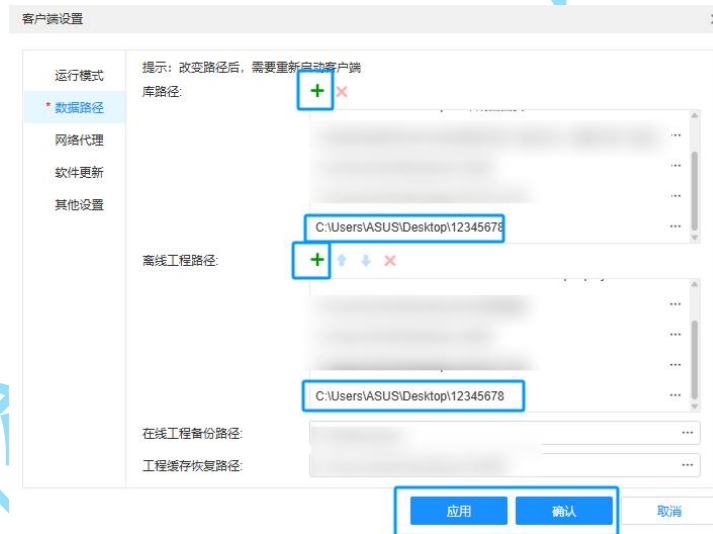 客户端设置
运行模式
* 数据路径
网络代理
软件更新
其他设置
提示：改变路径后，需要重新启动客户端
库路径:
C:\Users\ASUS\Desktop\12345678
离线工程路径:
C:\Users\ASUS\Desktop\12345678
在线工程备份路径:
工程缓存恢复路径:
应用
确认
取消